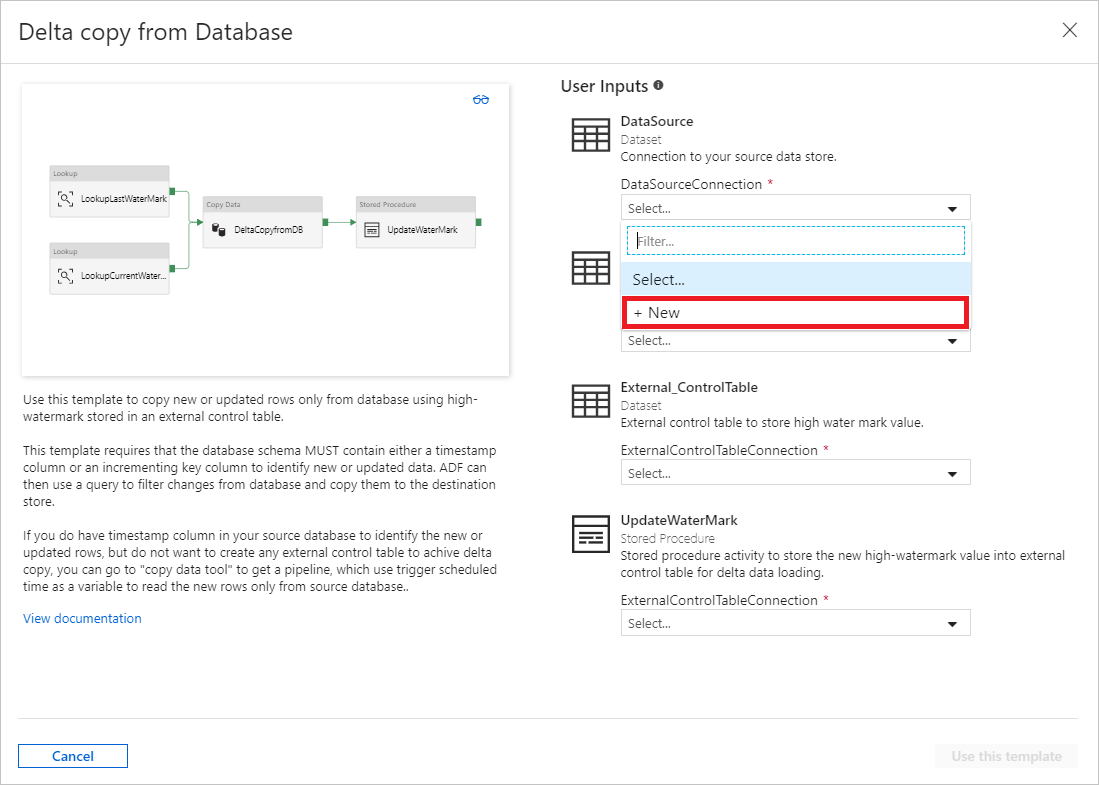 Delta copy from Database
Lookup
LookupLastWaterMark
Lookup
LookupCurrentWater...
Copy Data
DeltaCopyfromDB
Stored Procedure
UpdateWaterMark
Use this template to copy new or updated rows only from database using high-
watermark stored in an external control table.
This template requires that the database schema MUST contain either a timestamp
column or an incrementing key column to identify new or updated data. ADF can
then use a query to filter changes from database and copy them to the destination
store.
If you do have timestamp column in your source database to identify the new or
updated rows, but do not want to create any external control table to achive delta
copy, you can go to "copy data tool" to get a pipeline, which use trigger scheduled
time as a variable to read the new rows only from source database..
View documentation
User Inputs
DataSource
Dataset
Connection to your source data store.
DataSourceConnection *
Select...
Filter...
Select...
+ New
Select...
External_ControlTable
Dataset
External control table to store high water mark value.
ExternalControlTableConnection *
Select...
UpdateWaterMark
Stored Procedure
Stored procedure activity to store the new high-watermark value into external
control table for delta data loading.
ExternalControlTableConnection *
Select...
Cancel
Use this template